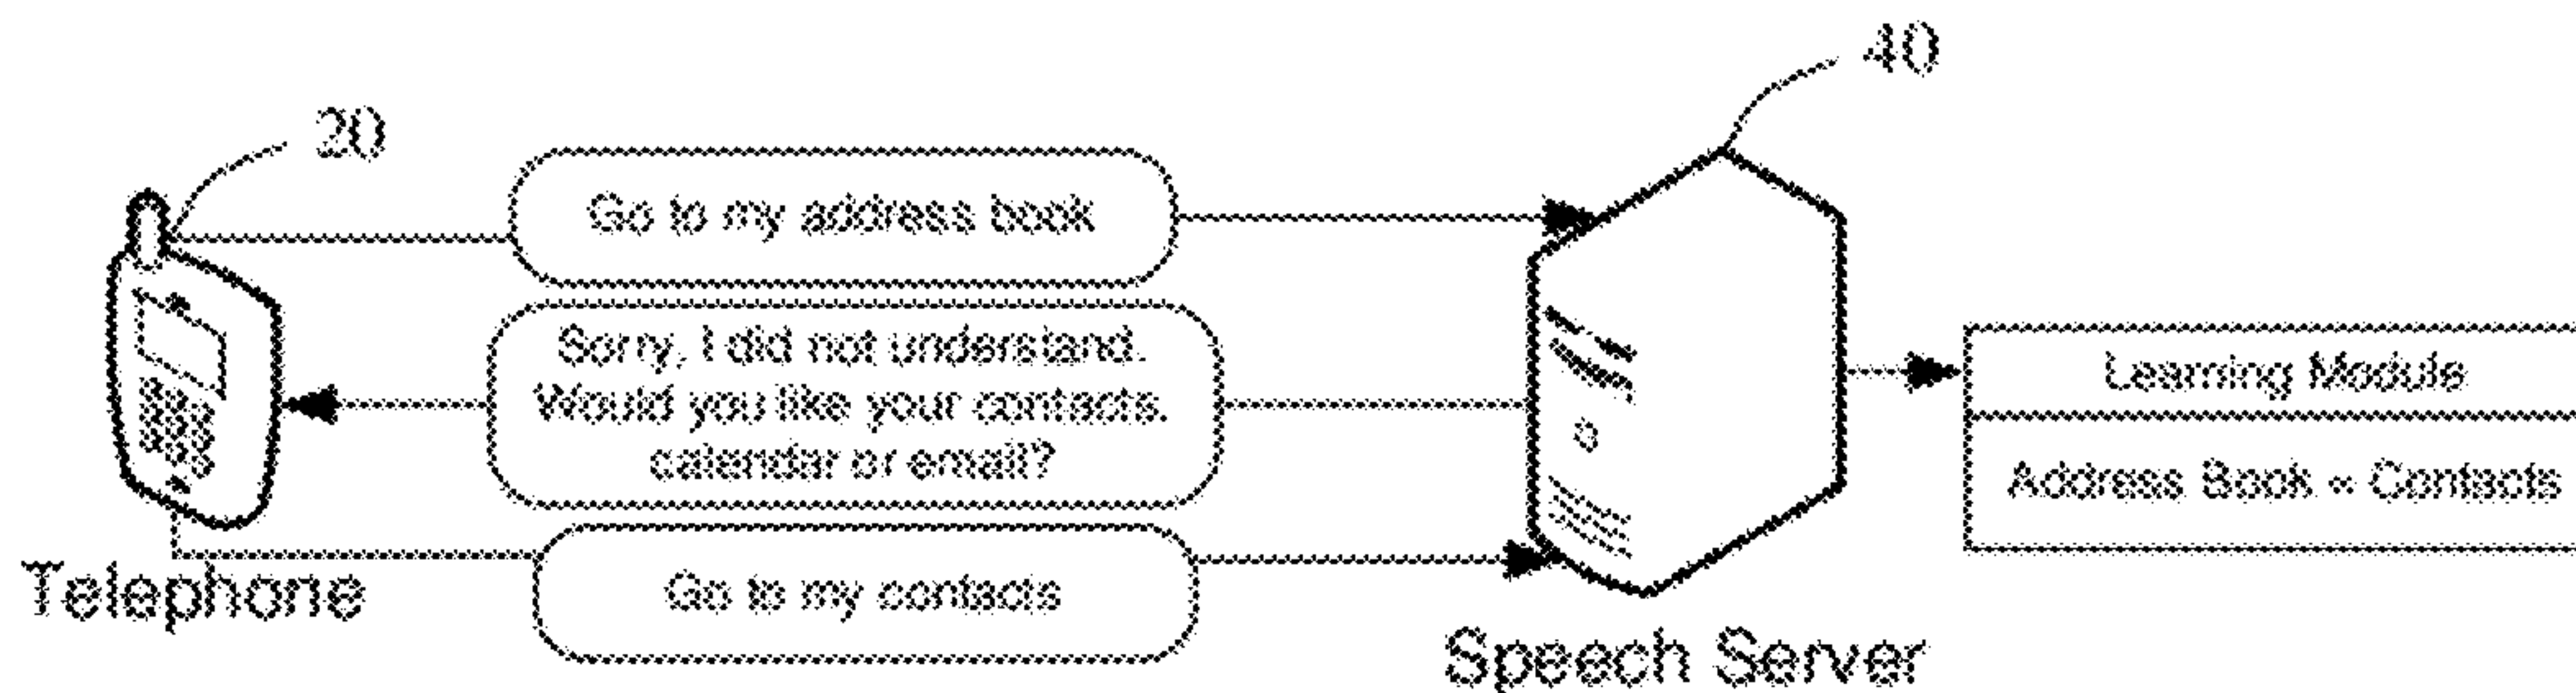 40
20
Go to my address book
Sorry, I did not understand.
Would you like your contacts.
calendar or email?
Go to my contacts
Telephone
Speech Server
Learning Module
Address Book = Contacts